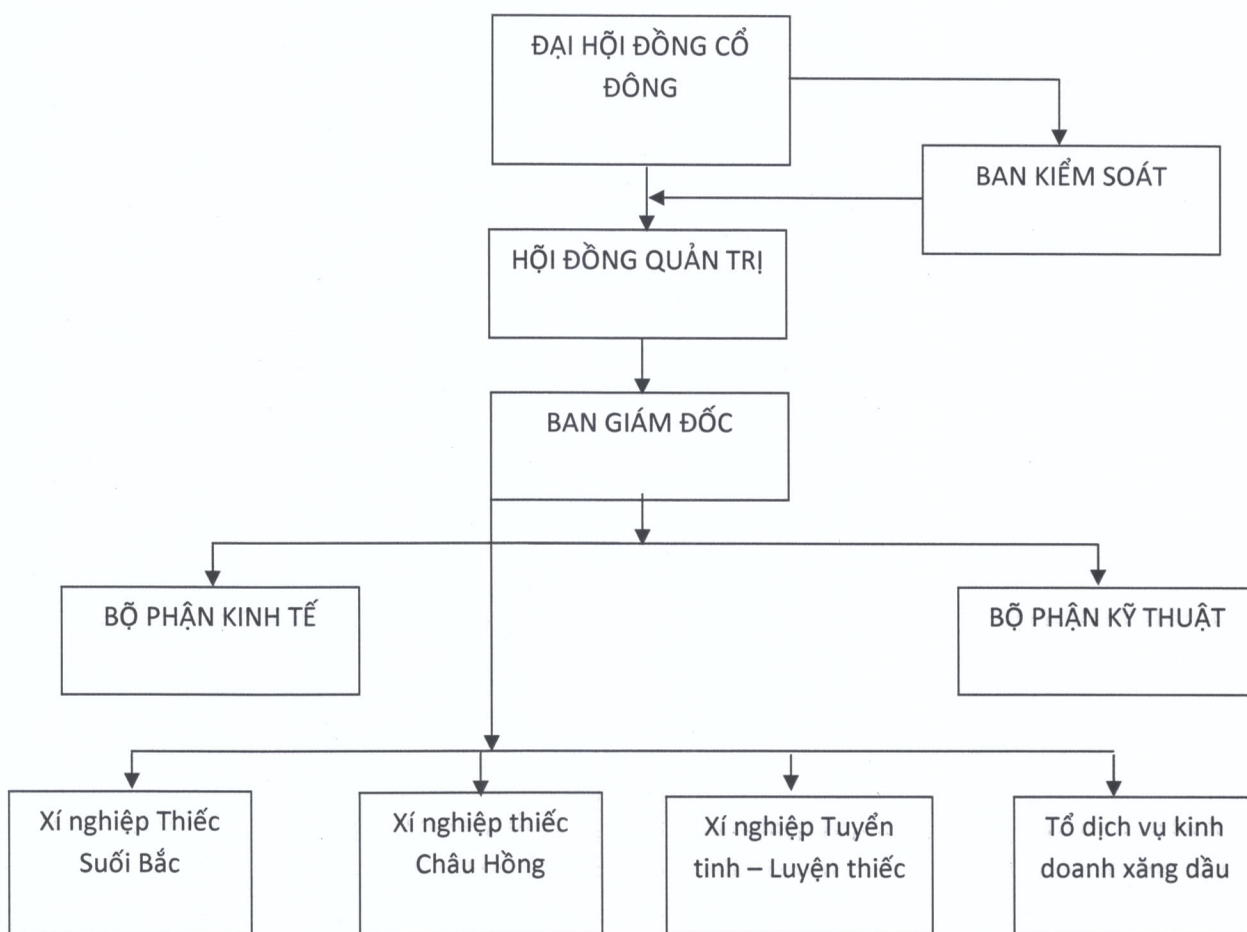 ĐẠI HỘI ĐỒNG CỔ
ĐÔNG
BAN KIỂM SOÁT
HỘI ĐỒNG QUẢN TRỊ
BAN GIÁM ĐỐC
BỘ PHẬN KINH TẾ
BỘ PHẬN KỸ THUẬT
Xí nghiệp Thiếc
Suối Bắc
Xí nghiệp thiếc
Châu Hồng
Xí nghiệp Tuyển
tinh – Luyện thiếc
Tổ dịch vụ kinh
doanh xăng dầu